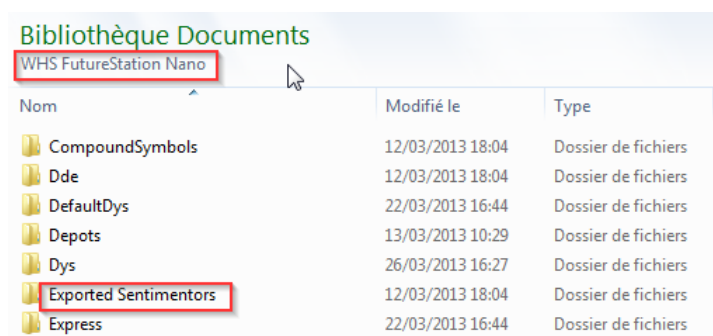 Bibliothèque Documents
WHS FutureStation Nano
Nom Modifié le Type
CompoundSymbols 12/03/2013 18:04 Dossier de fichiers
Dde 12/03/2013 18:04 Dossier de fichiers
DefaultDys 22/03/2013 16:44 Dossier de fichiers
Depots 13/03/2013 10:29 Dossier de fichiers
Dys 26/03/2013 16:27 Dossier de fichiers
Exported Sentimentors 12/03/2013 18:04 Dossier de fichiers
Express 22/03/2013 16:44 Dossier de fichiers